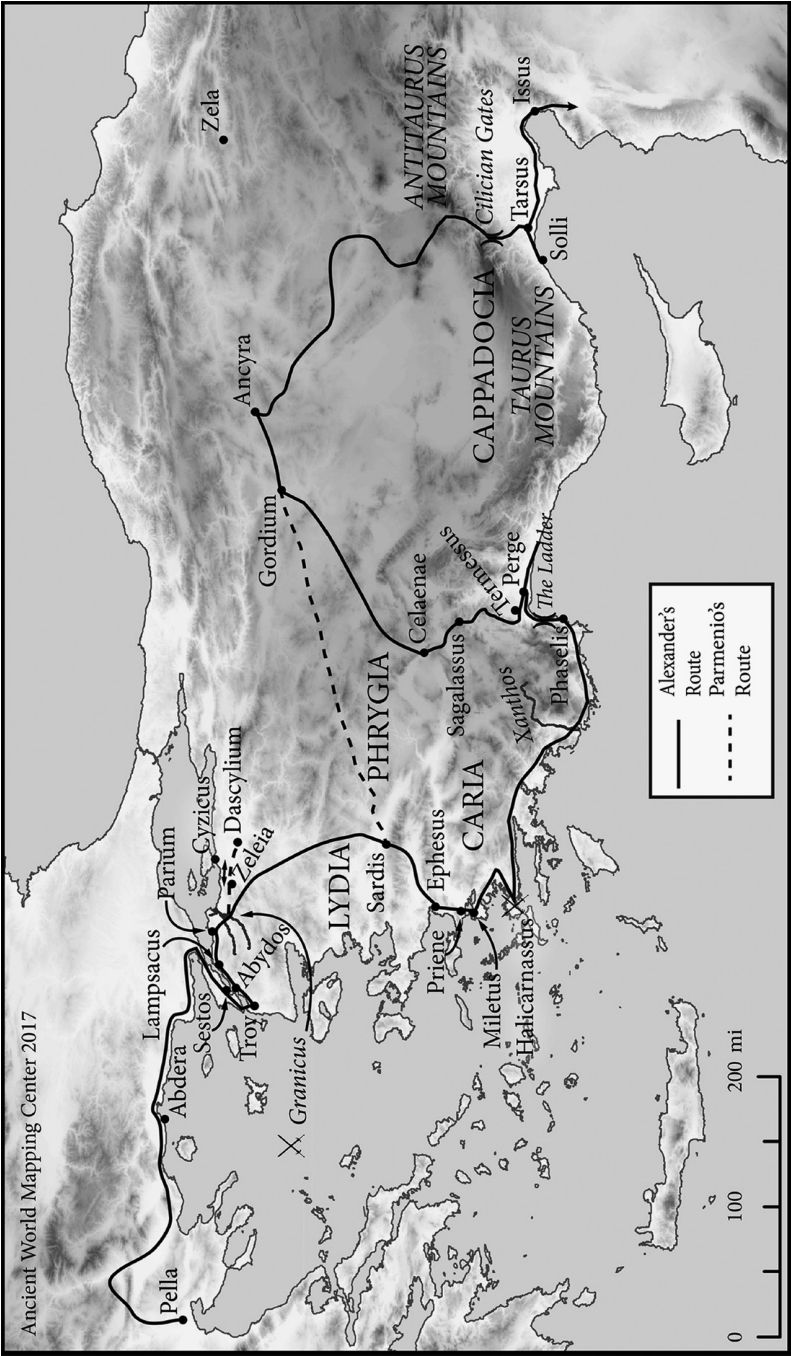 Ancient World Mapping Center 2017
Pella
Abdera
Lampsacus
Parium
Cyzicus
Sestos
Abydos
Zeleia
Dascylium
Troy
Granicus
LYDIA
Sardis
PHRYGIA
Gordium
Ancyra
Zela
Ephesus
Priene
Miletus
Halicarnassus
CARIA
Xanthos
Celaenae
Sagalassus
Termessus
Perge
The Ladder
Phaselis
CAPPADOCIA
TAURUS
MOUNTAINS
ANTITAURUS
MOUNTAINS
Cilician Gates
Tarsus
Solli
Issus
Alexander's
Route
Parmenio's
Route
0 100 200 mi